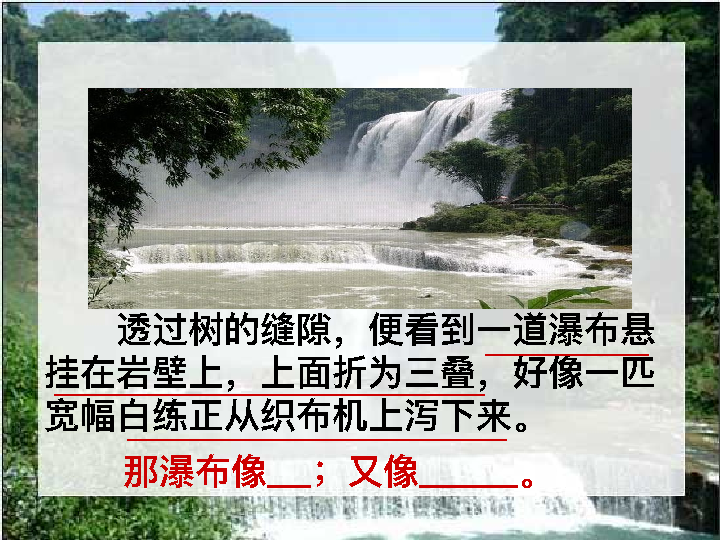 透过树的缝隙，便看到一道瀑布悬
挂在岩壁上，上面折为三叠，好像一匹
宽幅白练正从织布机上泻下来。
那瀑布像__；又像_____。